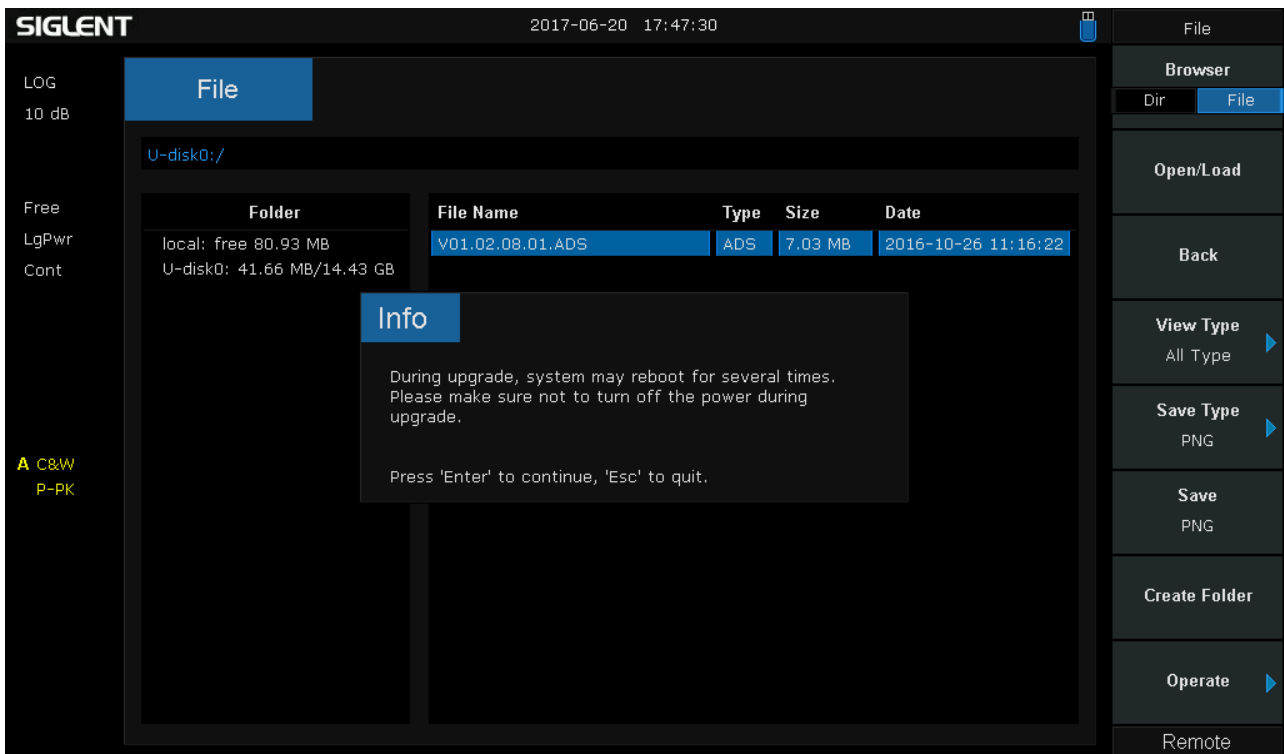 SIGLENT
2017-06-20 17:47:30
File
LOG
10 dB
Free
LgPwr
Cont
A C&W
P-PK
File
U-disk0:/
Folder
local: free 80.93 MB
U-disk0: 41.66 MB/14.43 GB
File Name Type Size Date
V01.02.08.01.ADS ADS 7.03 MB 2016-10-26 11:16:22
Info
During upgrade, system may reboot for several times.
Please make sure not to turn off the power during
upgrade.
Press 'Enter' to continue, 'Esc' to quit.
Browser
Dir File
Open/Load
Back
View Type
All Type
Save Type
PNG
Save
PNG
Create Folder
Operate
Remote